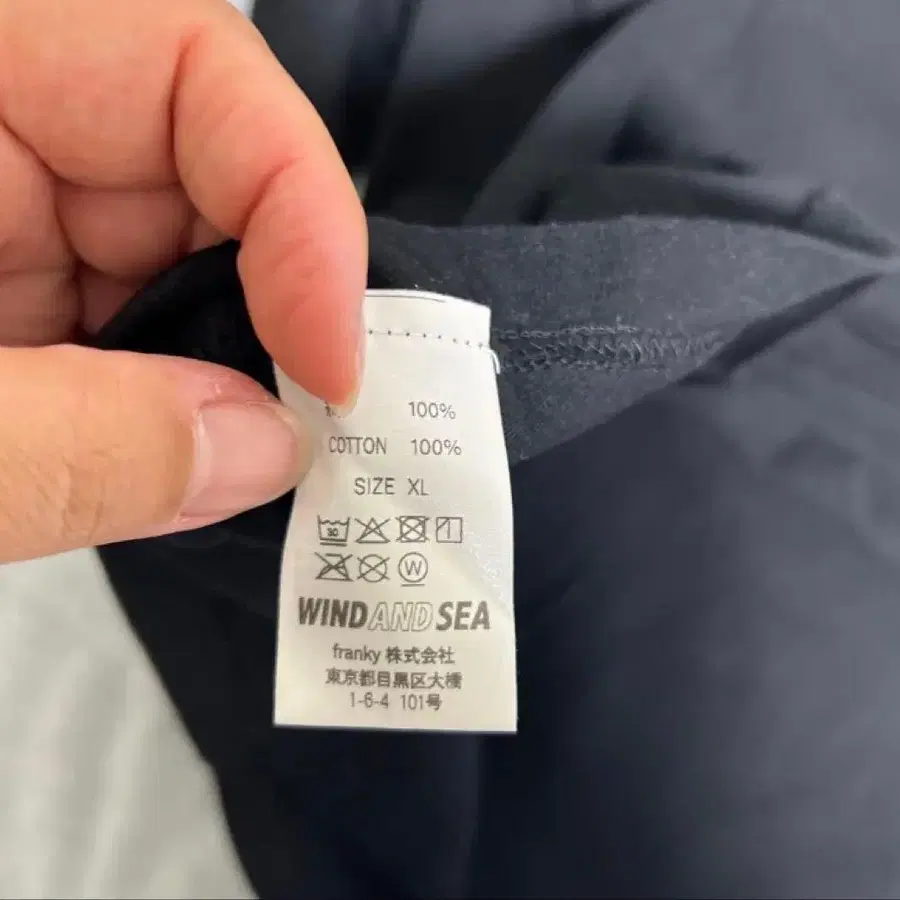 100%
COTTON 100%
SIZE XL
30
W
WIND AND SEA
franky 株式会社
東京都目黒区大橋
1-6-4 101号